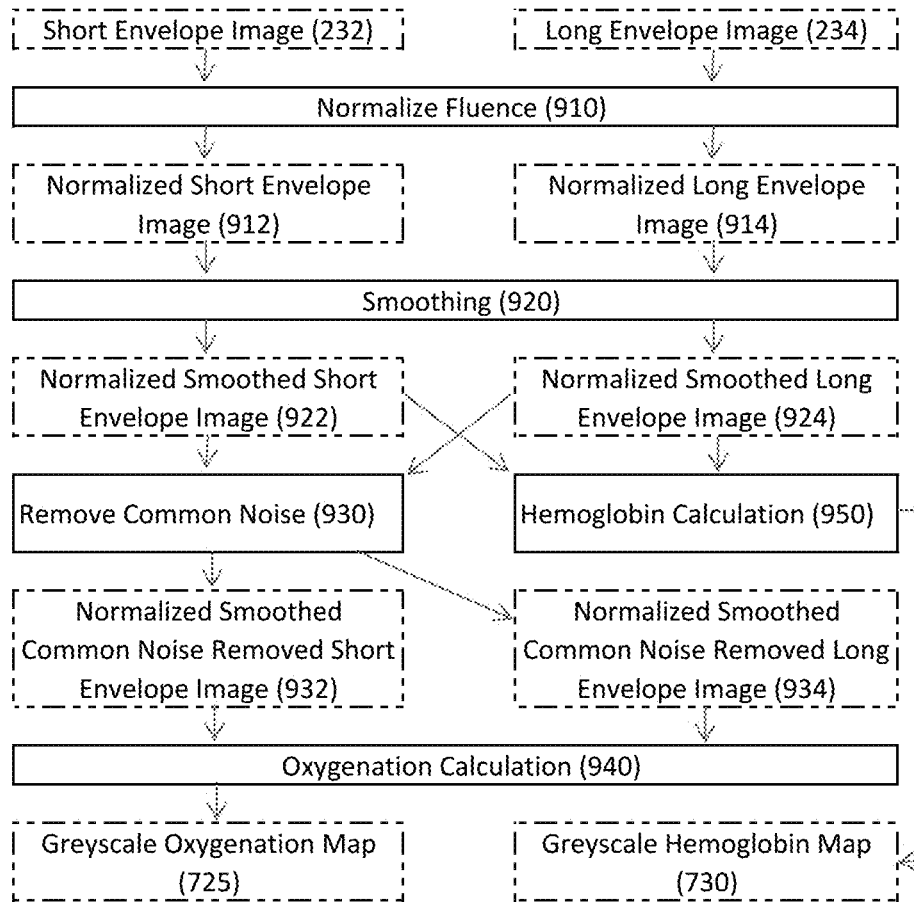 Short Envelope Image (232)
Long Envelope Image (234)
Normalize Fluence (910)
Normalized Short Envelope
Image (912)
Normalized Long Envelope
Image (914)
Smoothing (920)
Normalized Smoothed Short
Envelope Image (922)
Normalized Smoothed Long
Envelope Image (924)
Remove Common Noise (930)
Hemoglobin Calculation (950)
Normalized Smoothed
Common Noise Removed Short
Envelope Image (932)
Normalized Smoothed
Common Noise Removed Long
Envelope Image (934)
Oxygenation Calculation (940)
Greyscale Oxygenation Map
(725)
Greyscale Hemoglobin Map
(730)